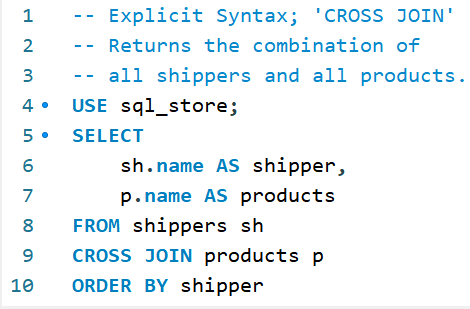 1 -- Explicit Syntax; 'CROSS JOIN'
2 -- Returns the combination of
3 -- all shippers and all products.
4 USE sql_store;
5 SELECT
6 sh.name AS shipper,
7 p.name AS products
8 FROM shippers sh
9 CROSS JOIN products p
10 ORDER BY shipper